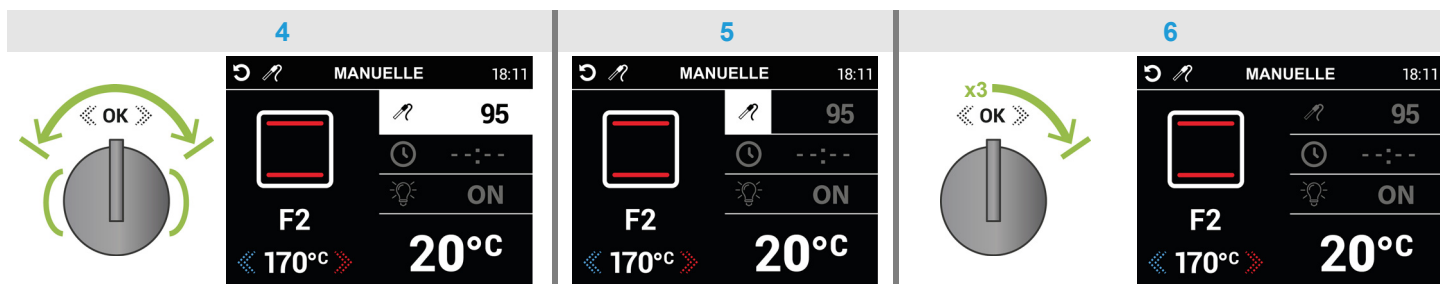 4
OK
MANUELLE 18:11
95
--:--
ON
F2
170°C
20°C
5
MANUELLE 18:11
95
--:--
ON
F2
170°C
20°C
6
x3
OK
MANUELLE 18:11
95
--:--
ON
F2
170°C
20°C